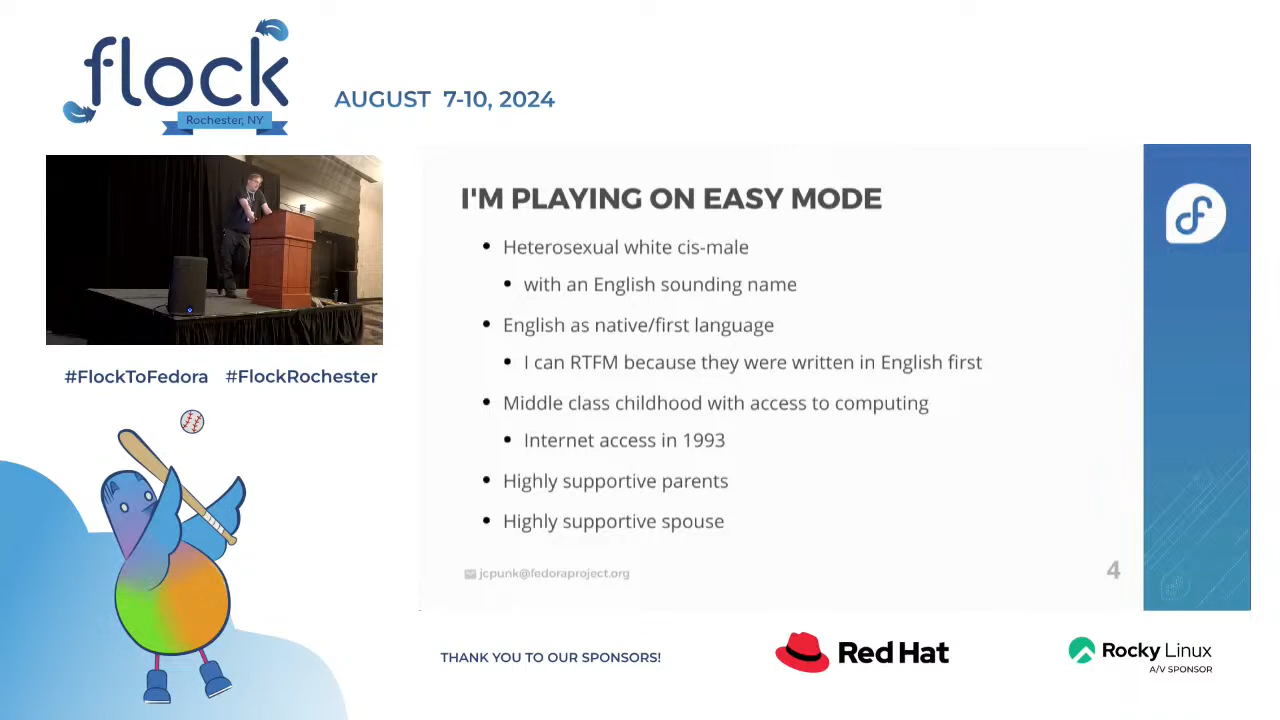 flock
Rochester, NY
AUGUST 7-10, 2024
#FlockToFedora #FlockRochester
I'M PLAYING ON EASY MODE
Heterosexual white cis-male
with an English sounding name
English as native/first language
I can RTFM because they were written in English first
Middle class childhood with access to computing
Internet access in 1993
Highly supportive parents
Highly supportive spouse
jcpunk@fedoraproject.org
4
THANK YOU TO OUR SPONSORS!
Red Hat
Rocky Linux
A/V SPONSOR